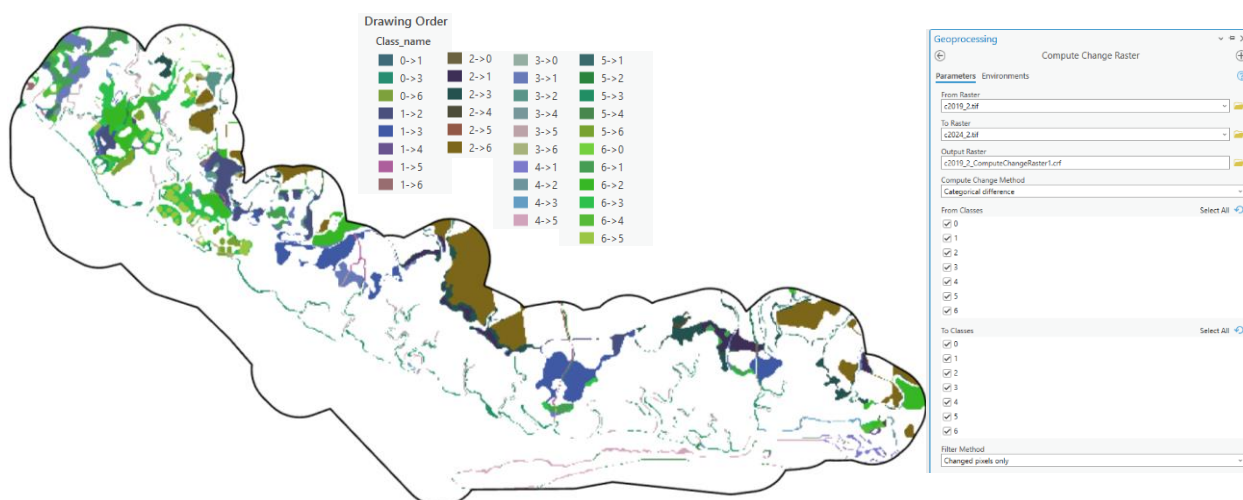 Drawing Order
Class_name
0->1
0->3
0->6
1->2
1->3
1->4
1->5
1->6
2->0
2->1
2->3
2->4
2->5
2->6
3->0
3->1
3->2
3->4
3->5
3->6
4->1
4->2
4->3
4->5
5->1
5->2
5->3
5->4
5->6
6->0
6->1
6->2
6->3
6->4
6->5
Geoprocessing
Compute Change Raster
Parameters Environments
From Raster
c2019_2.tif
To Raster
c2024_2.tif
Output Raster
c2019_2_ComputeChangeRaster1.crf
Compute Change Method
Categorical difference
From Classes Select All
0
1
2
3
4
5
6
To Classes Select All
0
1
2
3
4
5
6
Filter Method
Changed pixels only